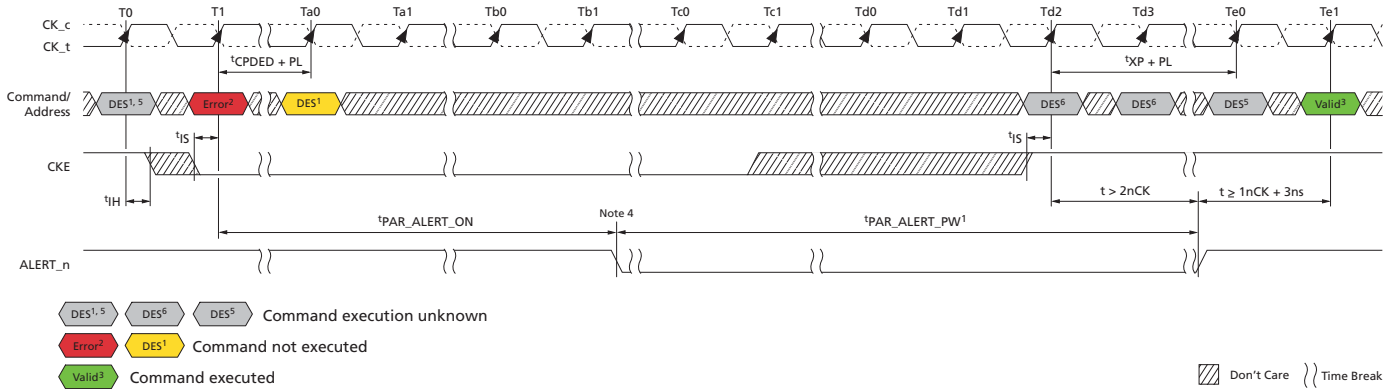 T0 T1 Ta0 Ta1 Tb0 Tb1 Tc0 Tc1 Td0 Td1 Td2 Td3 Te0 Te1
CK_c
CK_t
tCPDED + PL
tXP + PL
Command/
Address
DES1, 5
Error2
DES1
DES6
DES6
DES5
Valid3
tIS
tIS
CKE
tIH
t > 2nCK
t ≥ 1nCK + 3ns
tPAR_ALERT_ON
Note 4
tPAR_ALERT_PW1
ALERT_n
DES1, 5 DES6 DES5 Command execution unknown
Error2 DES1 Command not executed
Valid3 Command executed
Don't Care Time Break